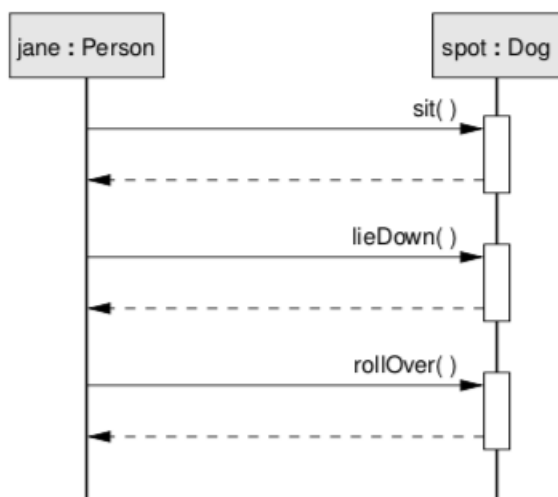 jane : Person
spot : Dog
sit( )
lieDown( )
rollOver( )